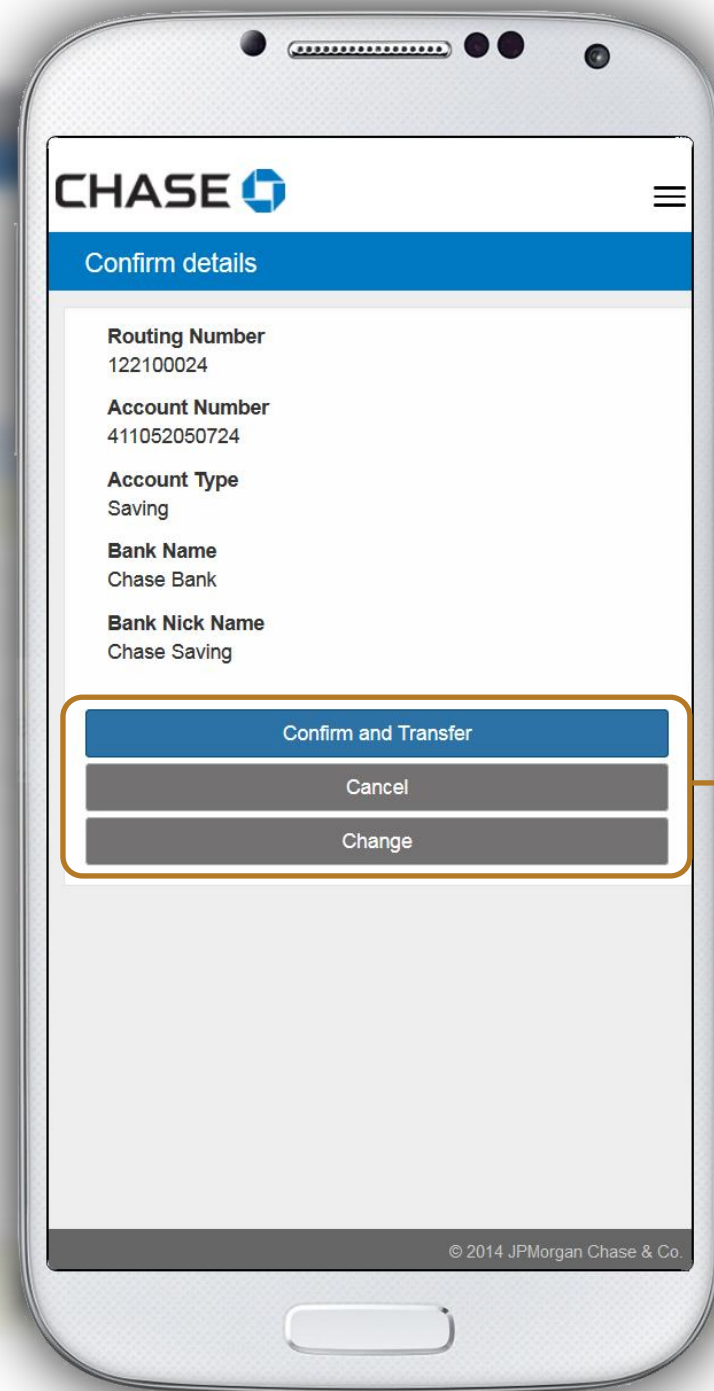 CHASE
Confirm details
Routing Number
122100024
Account Number
411052050724
Account Type
Saving
Bank Name
Chase Bank
Bank Nick Name
Chase Saving
Confirm and Transfer
Cancel
Change
© 2014 JPMorgan Chase & Co.